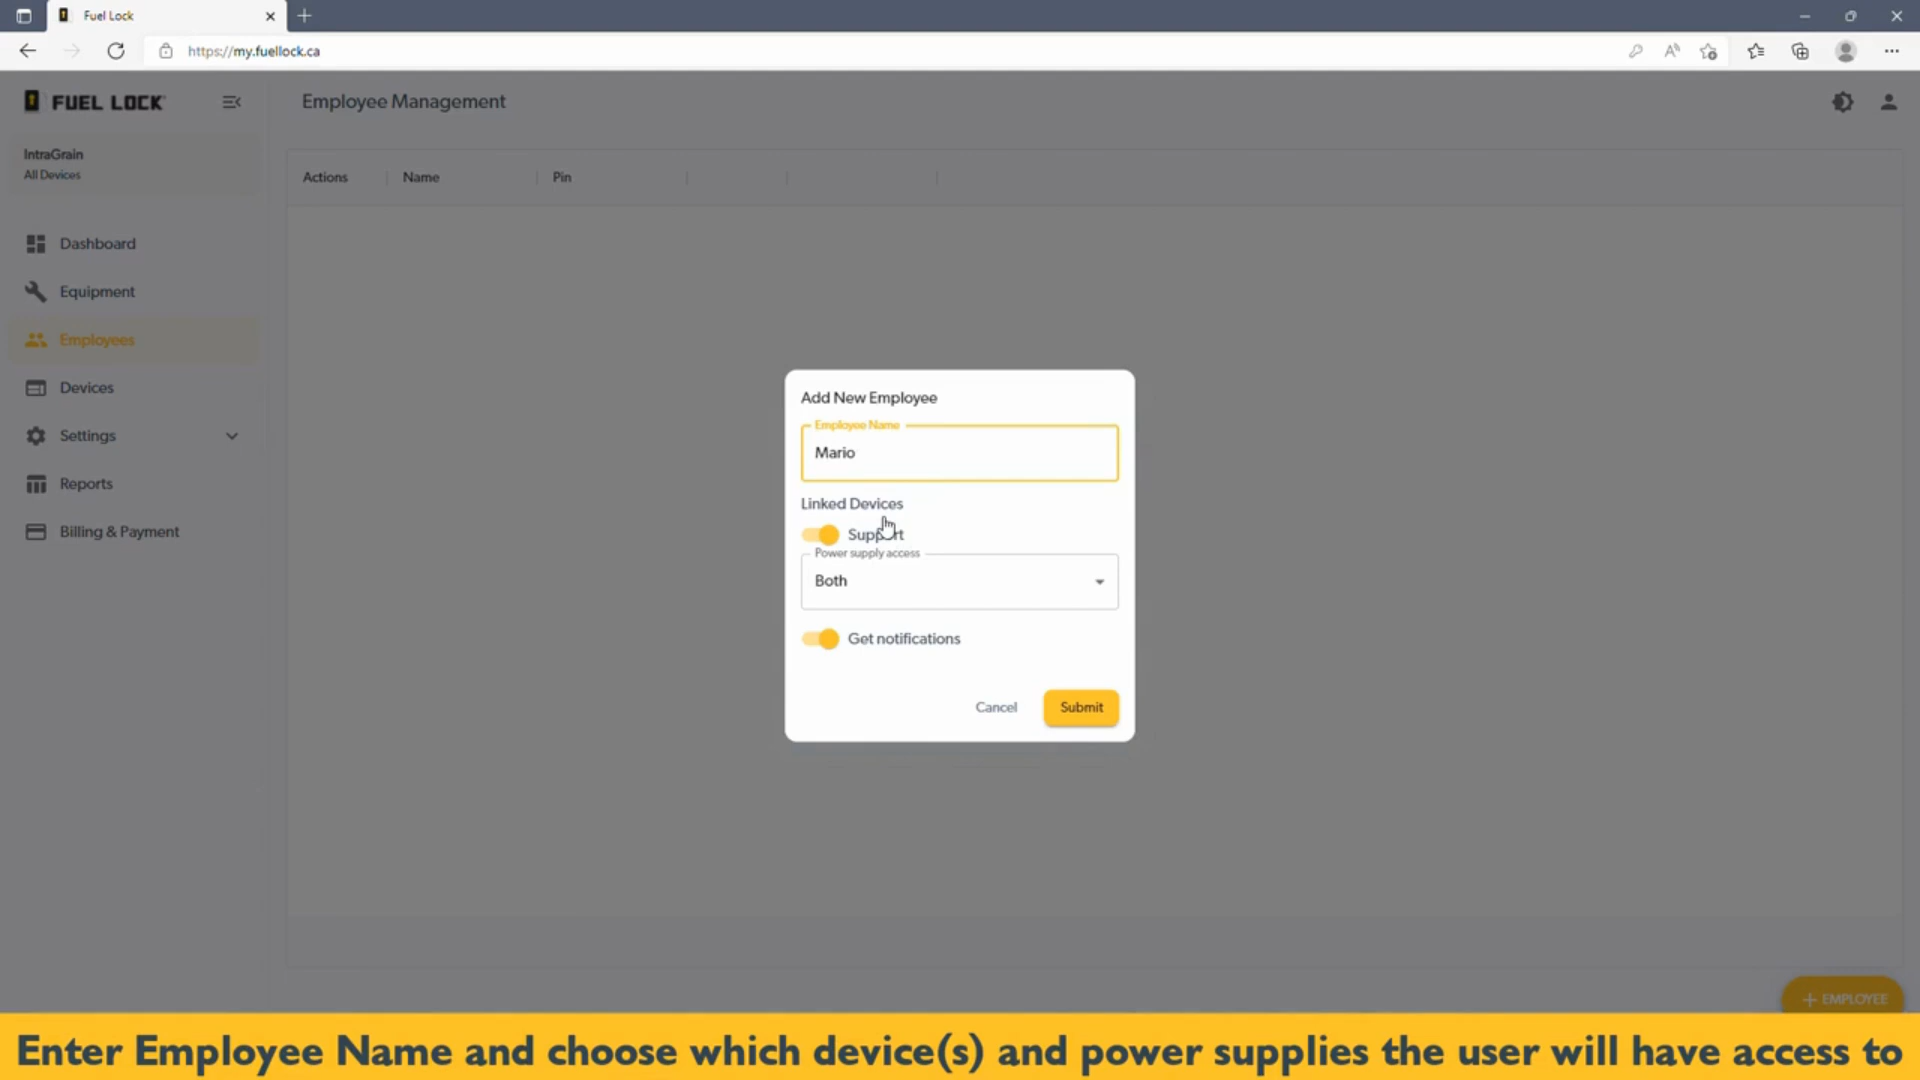 Fuel Lock
https://my.fuellock.ca
FUEL LOCK
Employee Management
IntraGrain
All Devices
Actions
Name
Pin
Dashboard
Equipment
Employees
Devices
Settings
Reports
Billing & Payment
Add New Employee
Employee Name
Mario
Linked Devices
Support
Power supply access
Both
Get notifications
Cancel
Submit
+ EMPLOYEE
Enter Employee Name and choose which device(s) and power supplies the user will have access to